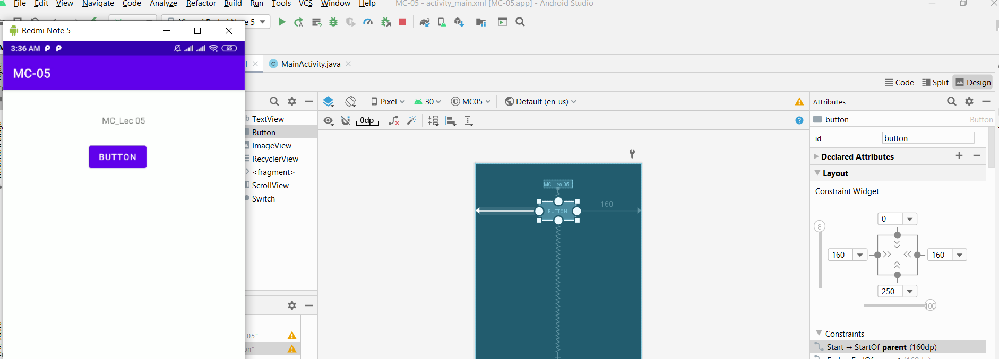 File Edit View Navigate Code Analyze Refactor Build Run Tools VCS Window Help MC-05 - activity_main.xml [MC-05.app] - Android Studio
5
Redmi Note 5
3:36 AM 65
MainActivity.java
MC-05
Code Split Design
Pixel 30 MC05 Default (en-us)
Attributes
TextView
0dp
button Button
MC_Lec 05
Button
id button
ImageView
BUTTON
RecyclerView
Declared Attributes
<fragment>
Layout
ScrollView
MC_Lec 05
Constraint Widget
Switch
160
BUTTON
0
8
160 160
250
100
05"
Constraints
on"
Start → StartOf parent (160dp)